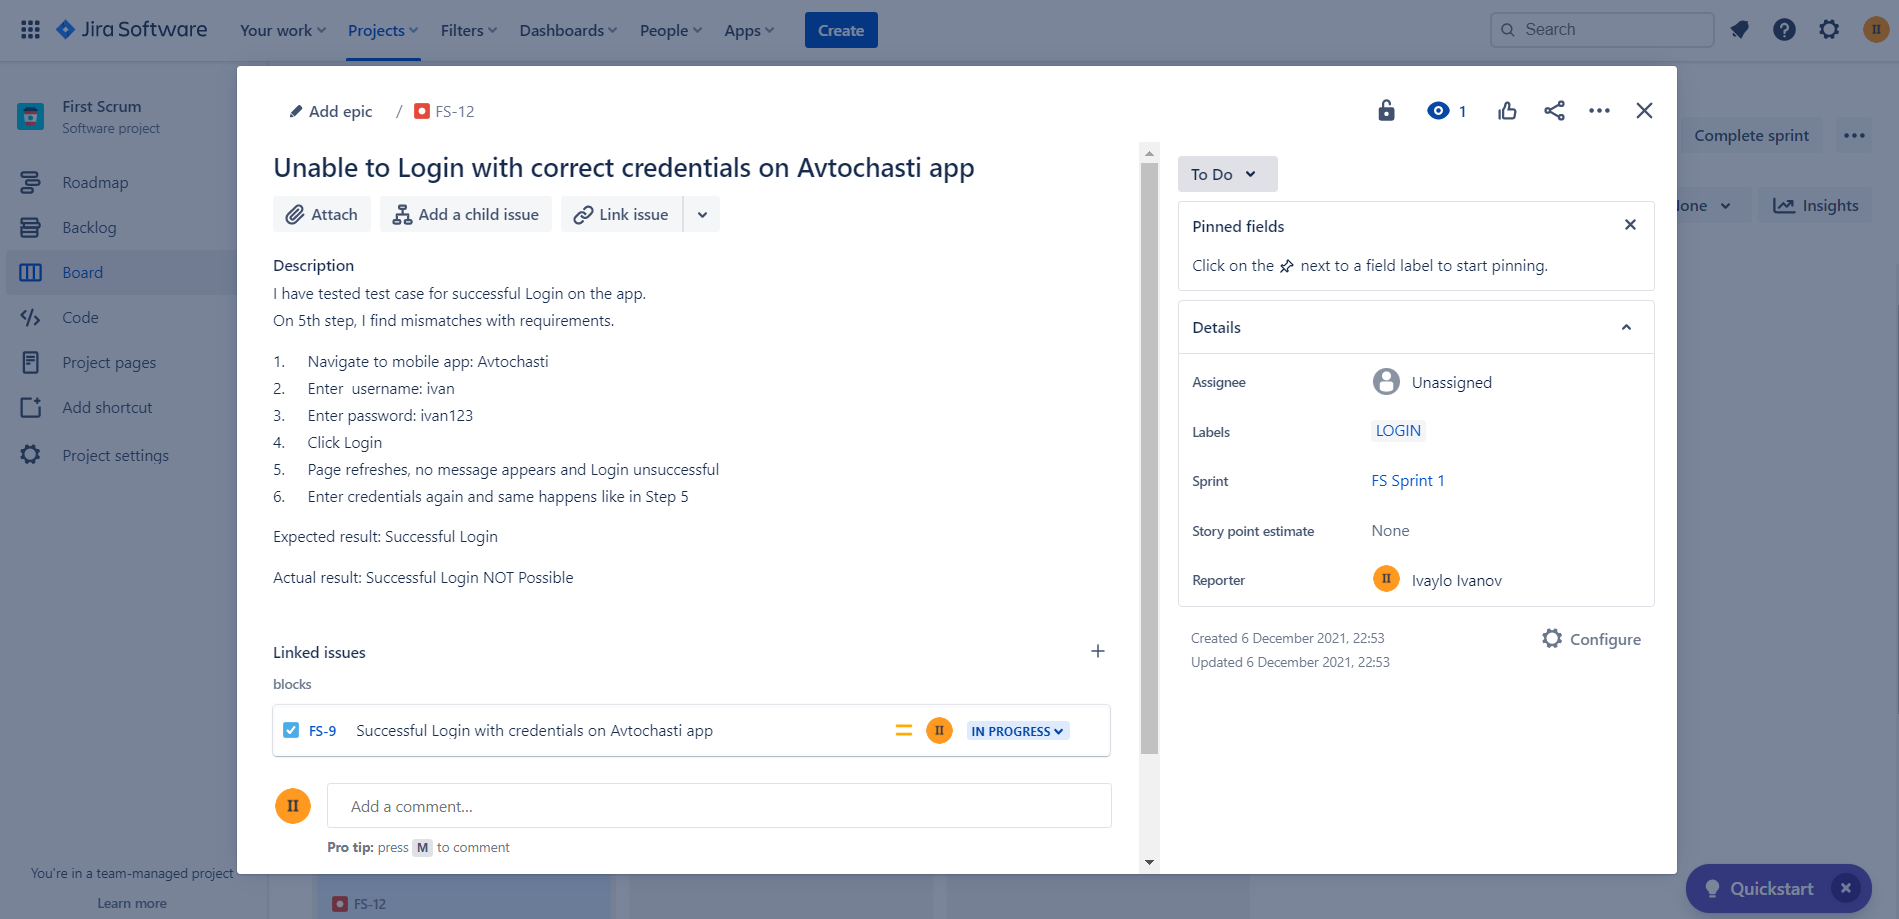 Jira Software
Your work
Projects
Filters
Dashboards
People
Apps
Create
Search
II
First Scrum
Software project
Roadmap
Backlog
Board
Code
Project pages
Add shortcut
Project settings
You're in a team-managed project
Learn more
Complete sprint
Insights
Add epic / FS-12
1
Unable to Login with correct credentials on Avtochasti app
Attach
Add a child issue
Link issue
Description
I have tested test case for successful Login on the app.
On 5th step, I find mismatches with requirements.
1. Navigate to mobile app: Avtochasti
2. Enter  username: ivan
3. Enter password: ivan123
4. Click Login
5. Page refreshes, no message appears and Login unsuccessful
6. Enter credentials again and same happens like in Step 5
Expected result: Successful Login
Actual result: Successful Login NOT Possible
Linked issues
blocks
FS-9 Successful Login with credentials on Avtochasti app II IN PROGRESS
II Add a comment...
Pro tip: press M to comment
To Do
Pinned fields
Click on the next to a field label to start pinning.
Details
Assignee Unassigned
Labels LOGIN
Sprint FS Sprint 1
Story point estimate None
Reporter II Ivaylo Ivanov
Created 6 December 2021, 22:53
Updated 6 December 2021, 22:53
Configure
FS-12
Quickstart